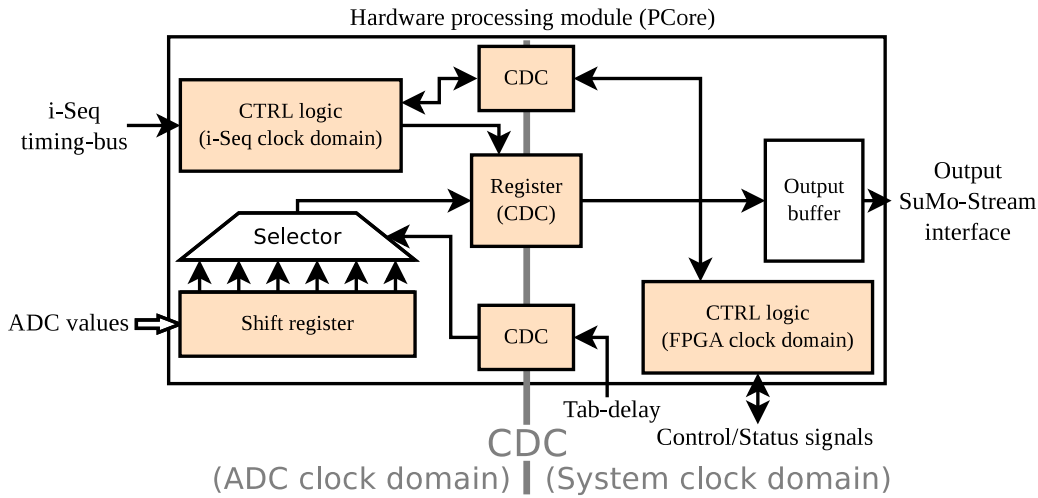 Hardware processing module (PCore)
CDC
i-Seq
timing-bus
CTRL logic
(i-Seq clock domain)
Register
(CDC)
Output
buffer
Output
SuMo-Stream
interface
Selector
ADC values
Shift register
CDC
CTRL logic
(FPGA clock domain)
Tab-delay
Control/Status signals
CDC
(ADC clock domain)
(System clock domain)